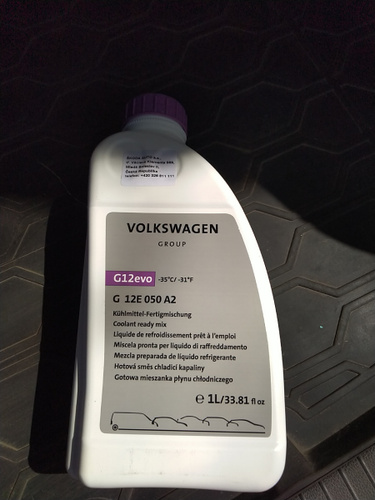 Česká Republika
VOLKSWAGEN
GROUP
G12evo -35°C/ -31°F
G 12E 050 A2
Kühlmittel-Fertigmischung
Coolant ready mix
Liquide de refroidissement prêt à l'emploi
Miscela pronta per liquido di raffreddamento
Mezcla preparada de líquido refrigerante
Hotová směs chladicí kapaliny
Gotowa mieszanka płynu chłodniczego
℮ 1L/33.81 fl oz